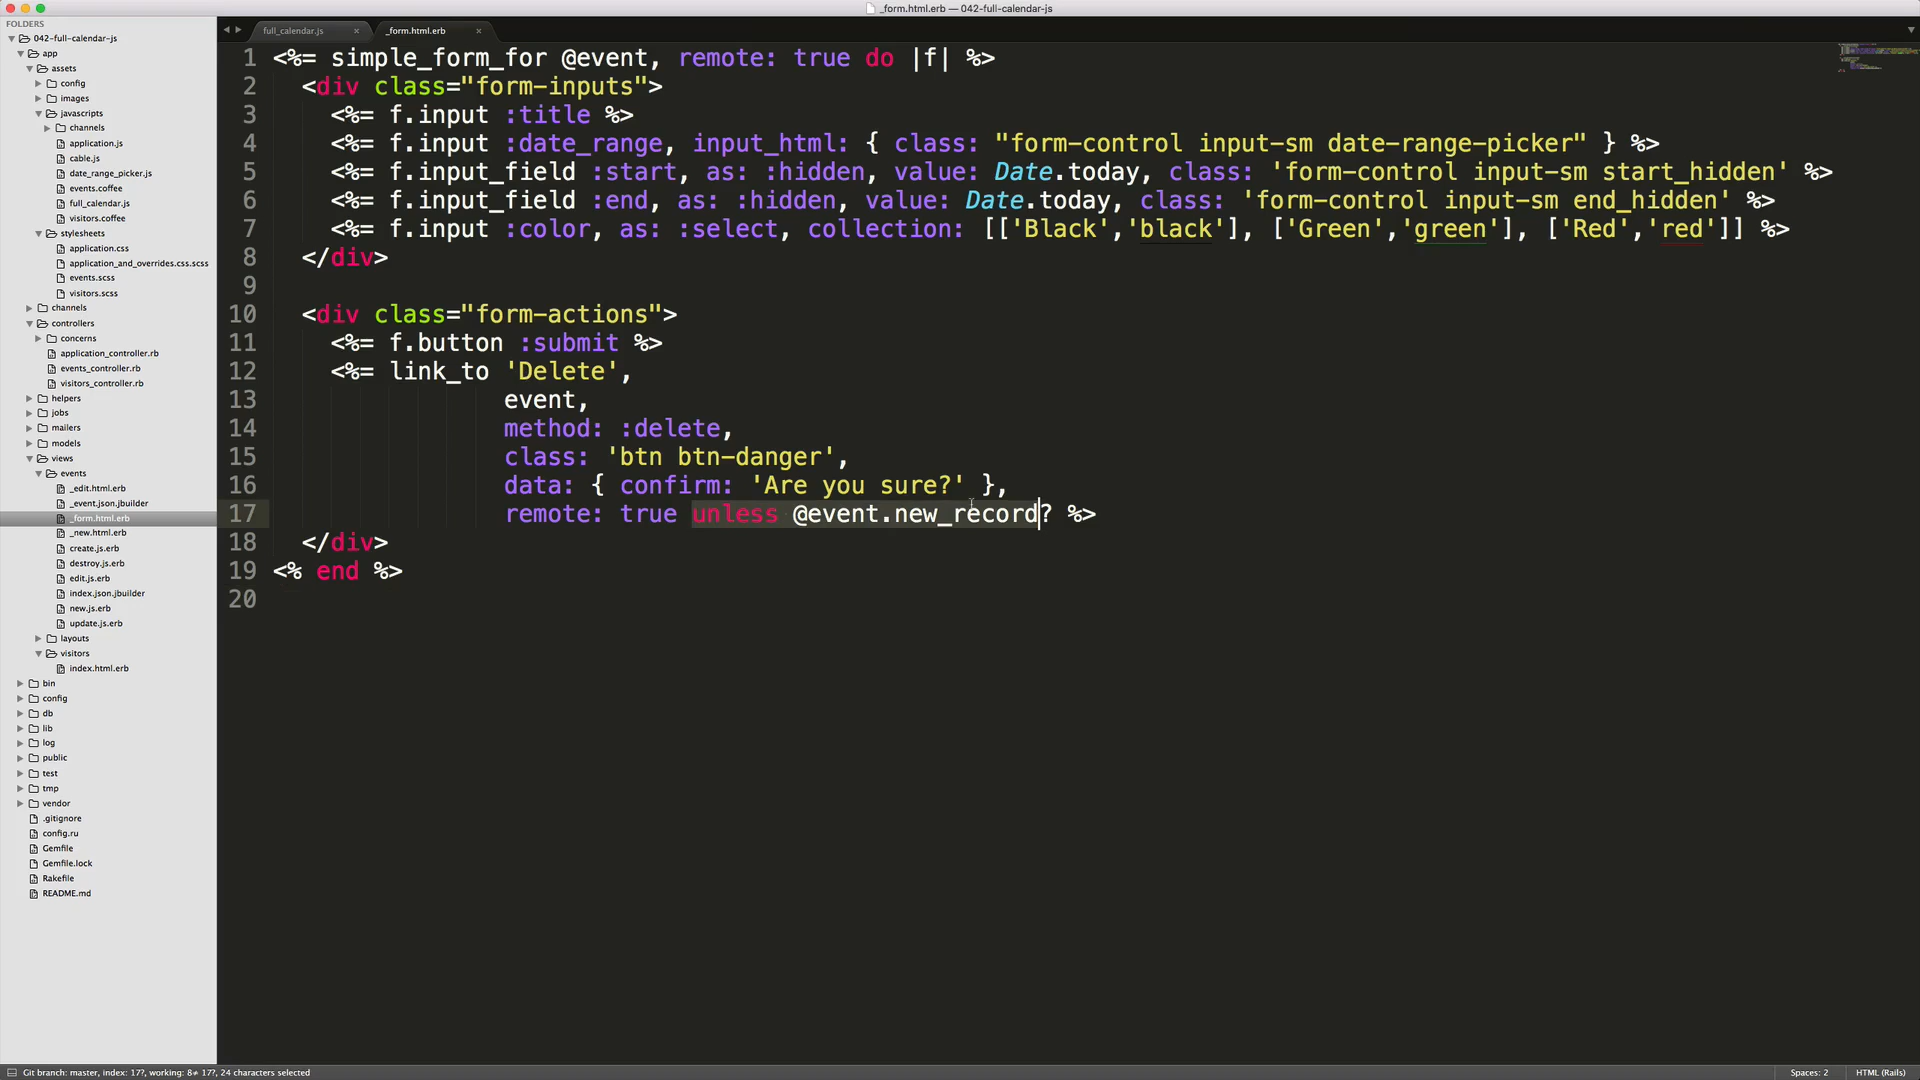 _form.html.erb — 042-full-calendar-js
FOLDERS
042-full-calendar-js
app
assets
config
images
javascripts
channels
application.js
cable.js
date_range_picker.js
events.coffee
full_calendar.js
visitors.coffee
stylesheets
application.css
application_and_overrides.css.scss
events.scss
visitors.scss
channels
controllers
concerns
application_controller.rb
events_controller.rb
visitors_controller.rb
helpers
jobs
mailers
models
views
events
_edit.html.erb
_event.json.jbuilder
_form.html.erb
_new.html.erb
create.js.erb
destroy.js.erb
edit.js.erb
index.json.jbuilder
new.js.erb
update.js.erb
layouts
visitors
index.html.erb
bin
config
db
lib
log
public
test
tmp
vendor
.gitignore
config.ru
Gemfile
Gemfile.lock
Rakefile
README.md
full_calendar.js
_form.html.erb
1 <%= simple_form_for @event, remote: true do |f| %>
2 <div class="form-inputs">
3 <%= f.input :title %>
4 <%= f.input :date_range, input_html: { class: "form-control input-sm date-range-picker" } %>
5 <%= f.input_field :start, as: :hidden, value: Date.today, class: 'form-control input-sm start_hidden' %>
6 <%= f.input_field :end, as: :hidden, value: Date.today, class: 'form-control input-sm end_hidden' %>
7 <%= f.input :color, as: :select, collection: [['Black','black'], ['Green','green'], ['Red','red']] %>
8 </div>
9
10 <div class="form-actions">
11 <%= f.button :submit %>
12 <%= link_to 'Delete',
13 event,
14 method: :delete,
15 class: 'btn btn-danger',
16 data: { confirm: 'Are you sure?' },
17 remote: true unless @event.new_record? %>
18 </div>
19 <% end %>
20
Git branch: master, index: 17?, working: 8≠ 17?, 24 characters selected
Spaces: 2
HTML (Rails)